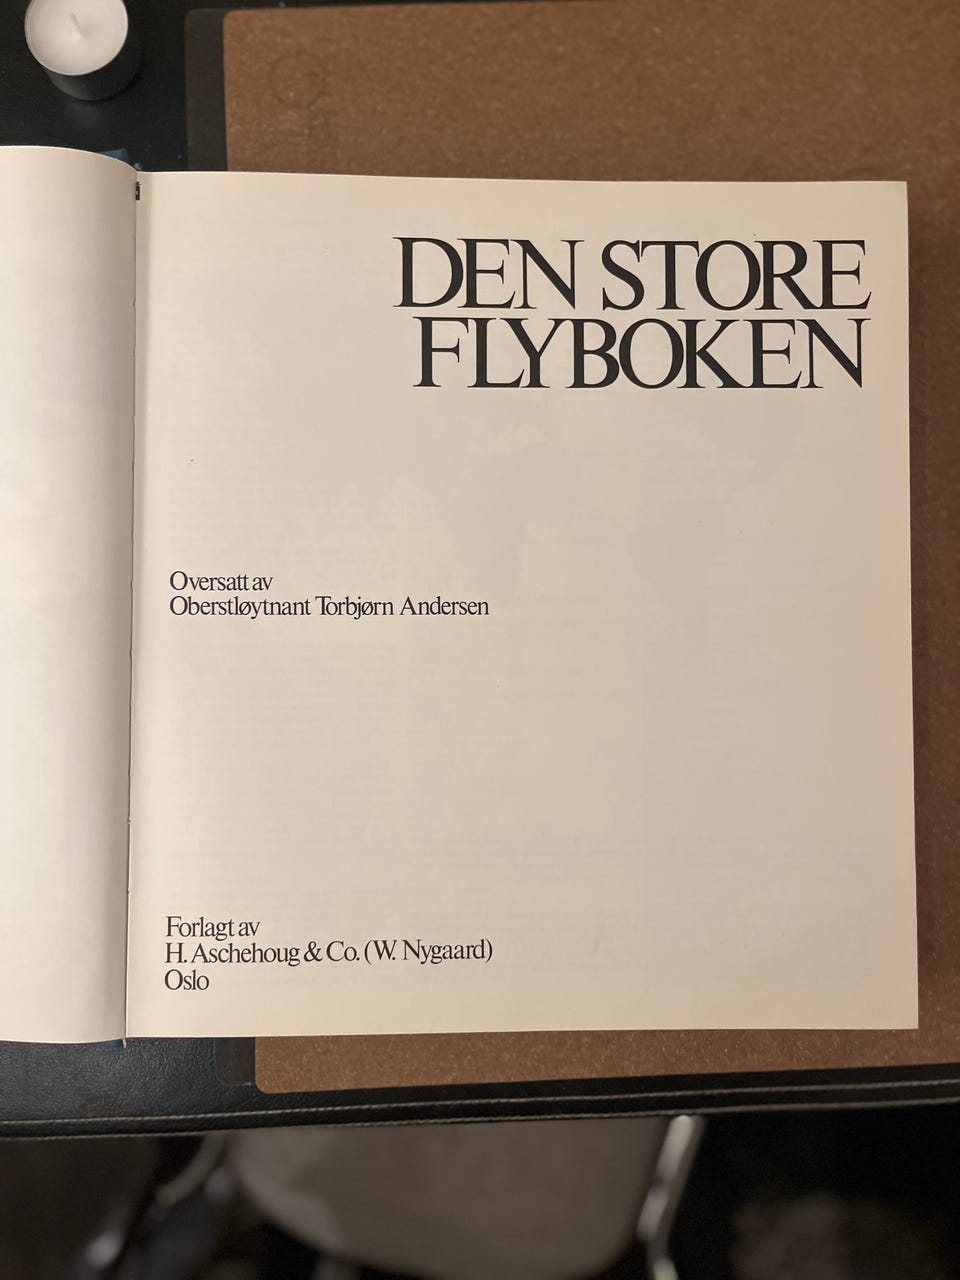 DEN STORE
FLYBOKEN
Oversatt av
Oberstløytnant Torbjørn Andersen
Forlagt av
H. Aschehoug & Co. (W. Nygaard)
Oslo